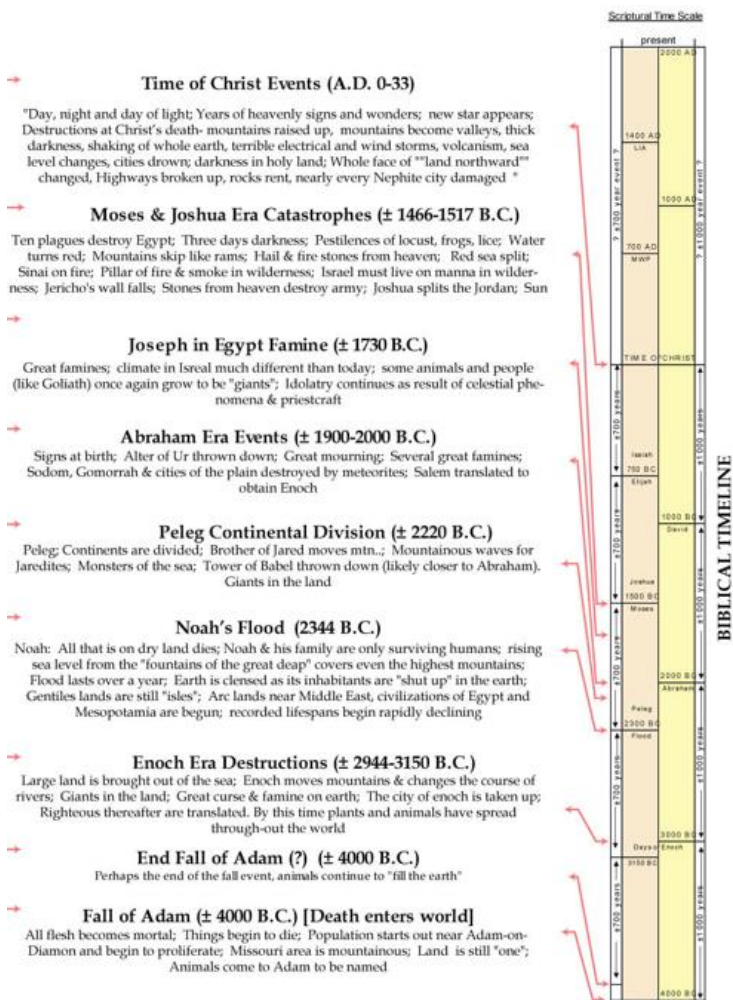 Scriptural Time Scale
present
2000 AD
Time of Christ Events (A.D. 0-33)
"Day, night and day of light; Years of heavenly signs and wonders; new star appears;
Destructions at Christ's death- mountains raised up, mountains become valleys, thick
darkness, shaking of whole earth, terrible electrical and wind storms, volcanism, sea
level changes, cities drown; darkness in holy land; Whole face of ""land northward""
changed, Highways broken up, rocks rent, nearly every Nephite city damaged "
Moses & Joshua Era Catastrophes (± 1466-1517 B.C.)
Ten plagues destroy Egypt; Three days darkness; Pestilences of locust, frogs, lice; Water
turns red; Mountains skip like rams; Hail & fire stones from heaven; Red sea split;
Sinai on fire; Pillar of fire & smoke in wilderness; Israel must live on manna in wilder-
ness; Jericho's wall falls; Stones from heaven destroy army; Joshua splits the Jordan; Sun
Joseph in Egypt Famine (± 1730 B.C.)
Great famines; climate in Isreal much different than today; some animals and people
(like Goliath) once again grow to be "giants"; Idolatry continues as result of celestial phe-
nomena & priestcraft
Abraham Era Events (± 1900-2000 B.C.)
Signs at birth; Alter of Ur thrown down; Great mourning; Several great famines;
Sodom, Gomorrah & cities of the plain destroyed by meteorites; Salem translated to
obtain Enoch
Peleg Continental Division (± 2220 B.C.)
Peleg; Continents are divided; Brother of Jared moves mtn..; Mountainous waves for
Jaredites; Monsters of the sea; Tower of Babel thrown down (likely closer to Abraham).
Giants in the land
Noah's Flood (2344 B.C.)
Noah: All that is on dry land dies; Noah & his family are only surviving humans; rising
sea level from the "fountains of the great deap" covers even the highest mountains;
Flood lasts over a year; Earth is clensed as its inhabitants are "shut up" in the earth;
Gentiles lands are still "isles"; Arc lands near Middle East, civilizations of Egypt and
Mesopotamia are begun; recorded lifespans begin rapidly declining
Enoch Era Destructions (± 2944-3150 B.C.)
Large land is brought out of the sea; Enoch moves mountains & changes the course of
rivers; Giants in the land; Great curse & famine on earth; The city of enoch is taken up;
Righteous thereafter are translated. By this time plants and animals have spread
through-out the world
End Fall of Adam (?) (± 4000 B.C.)
Perhaps the end of the fall event, animals continue to "fill the earth"
Fall of Adam (± 4000 B.C.) [Death enters world]
All flesh becomes mortal; Things begin to die; Population starts out near Adam-on-
Diamon and begin to proliferate; Missouri area is mountainous; Land is still "one";
Animals come to Adam to be named
1400 AD
LIA
1000 AD
700 AD
MWP
? ±700 year event ?
? ±1000 year event ?
TIME OF CHRIST
±700 years
±1000 years
Isaiah
750 BC
Elijah
1000 BC
David
±700 years
±1000 years
Joshua
1500 BC
Moses
2000 BC
Abraham
±700 years
Peleg
2300 BC
Flood
±700 years
±1000 years
3000 BC
Days of Enoch
3150 BC
±700 years
±1000 years
4000 BC
BIBLICAL TIMELINE